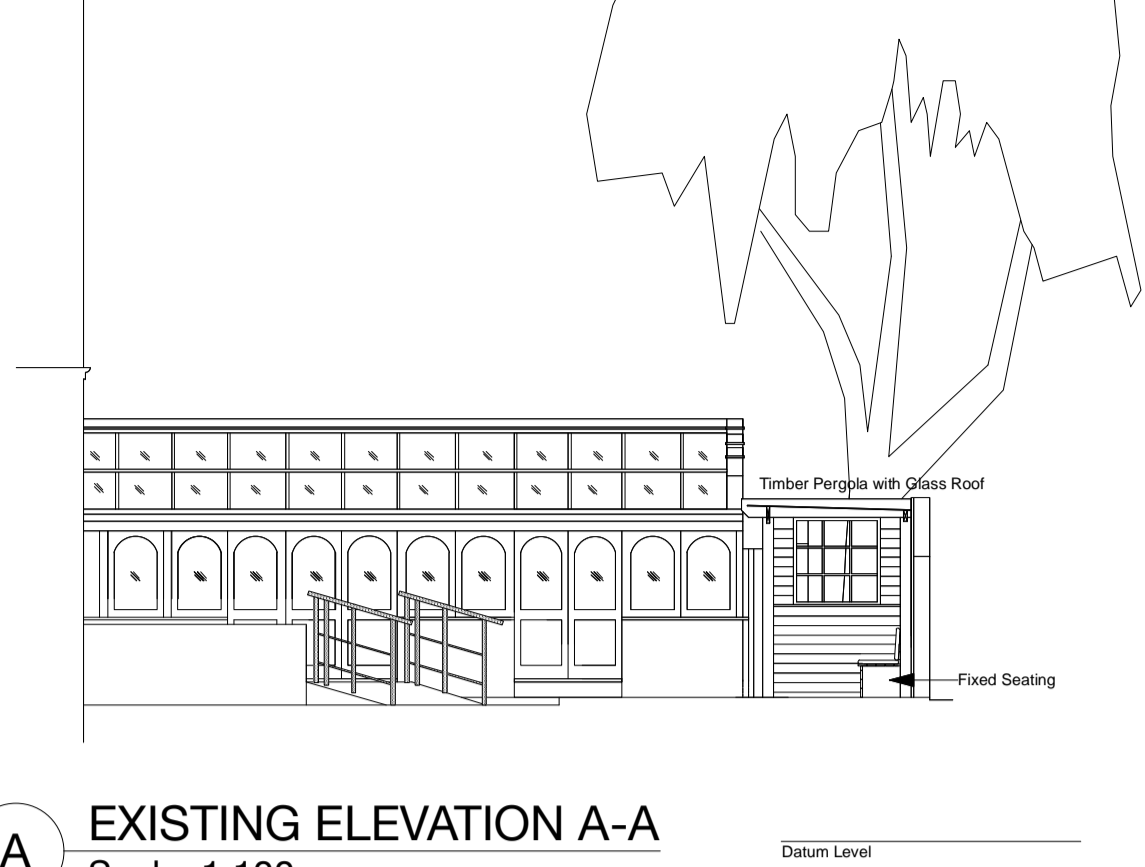 Timber Pergola with Glass Roof
Fixed Seating
A
EXISTING ELEVATION A-A
Datum Level